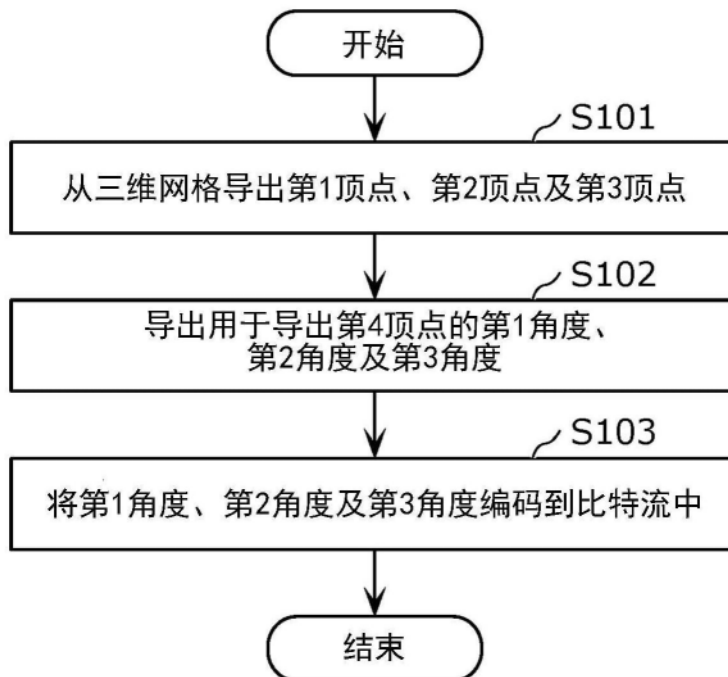 开始
S101
从三维网格导出第1顶点、第2顶点及第3顶点
S102
导出用于导出第4顶点的第1角度、
第2角度及第3角度
S103
将第1角度、第2角度及第3角度编码到比特流中
结束